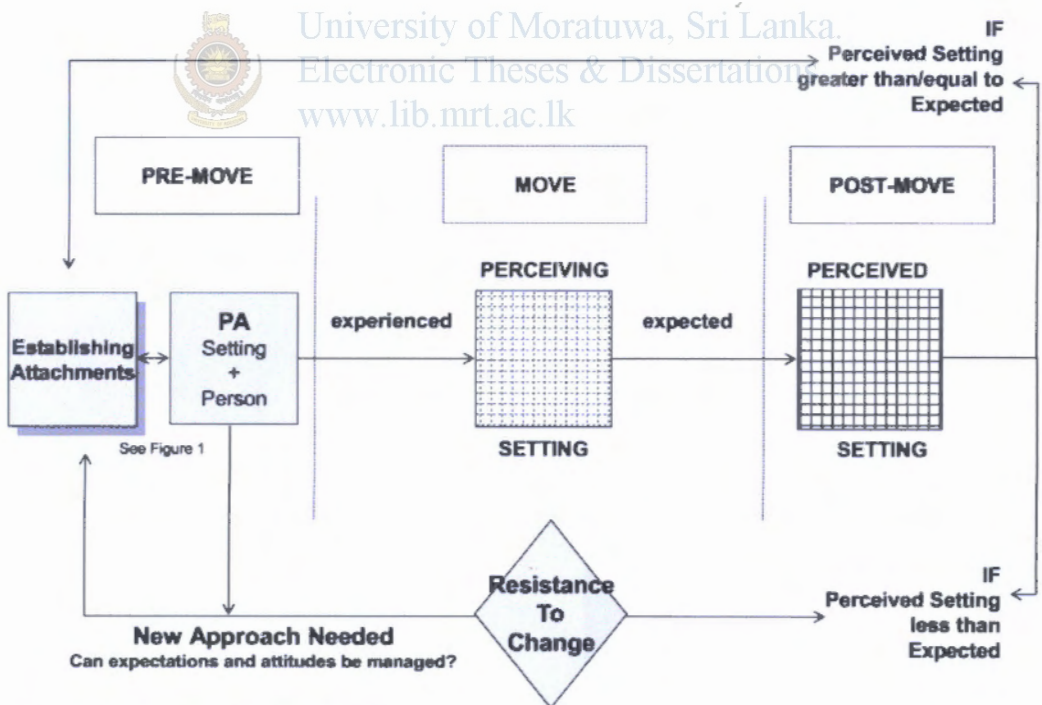 University of Moratuwa, Sri Lanka.
Electronic Theses & Dissertations
www.lib.mrt.ac.lk
IF
Perceived Setting
greater than/equal to
Expected
PRE-MOVE
MOVE
POST-MOVE
Establishing
Attachments
See Figure 1
PA
Setting
+
Person
experienced
PERCEIVING
SETTING
expected
PERCEIVED
SETTING
Resistance
To
Change
New Approach Needed
Can expectations and attitudes be managed?
IF
Perceived Setting
less than
Expected